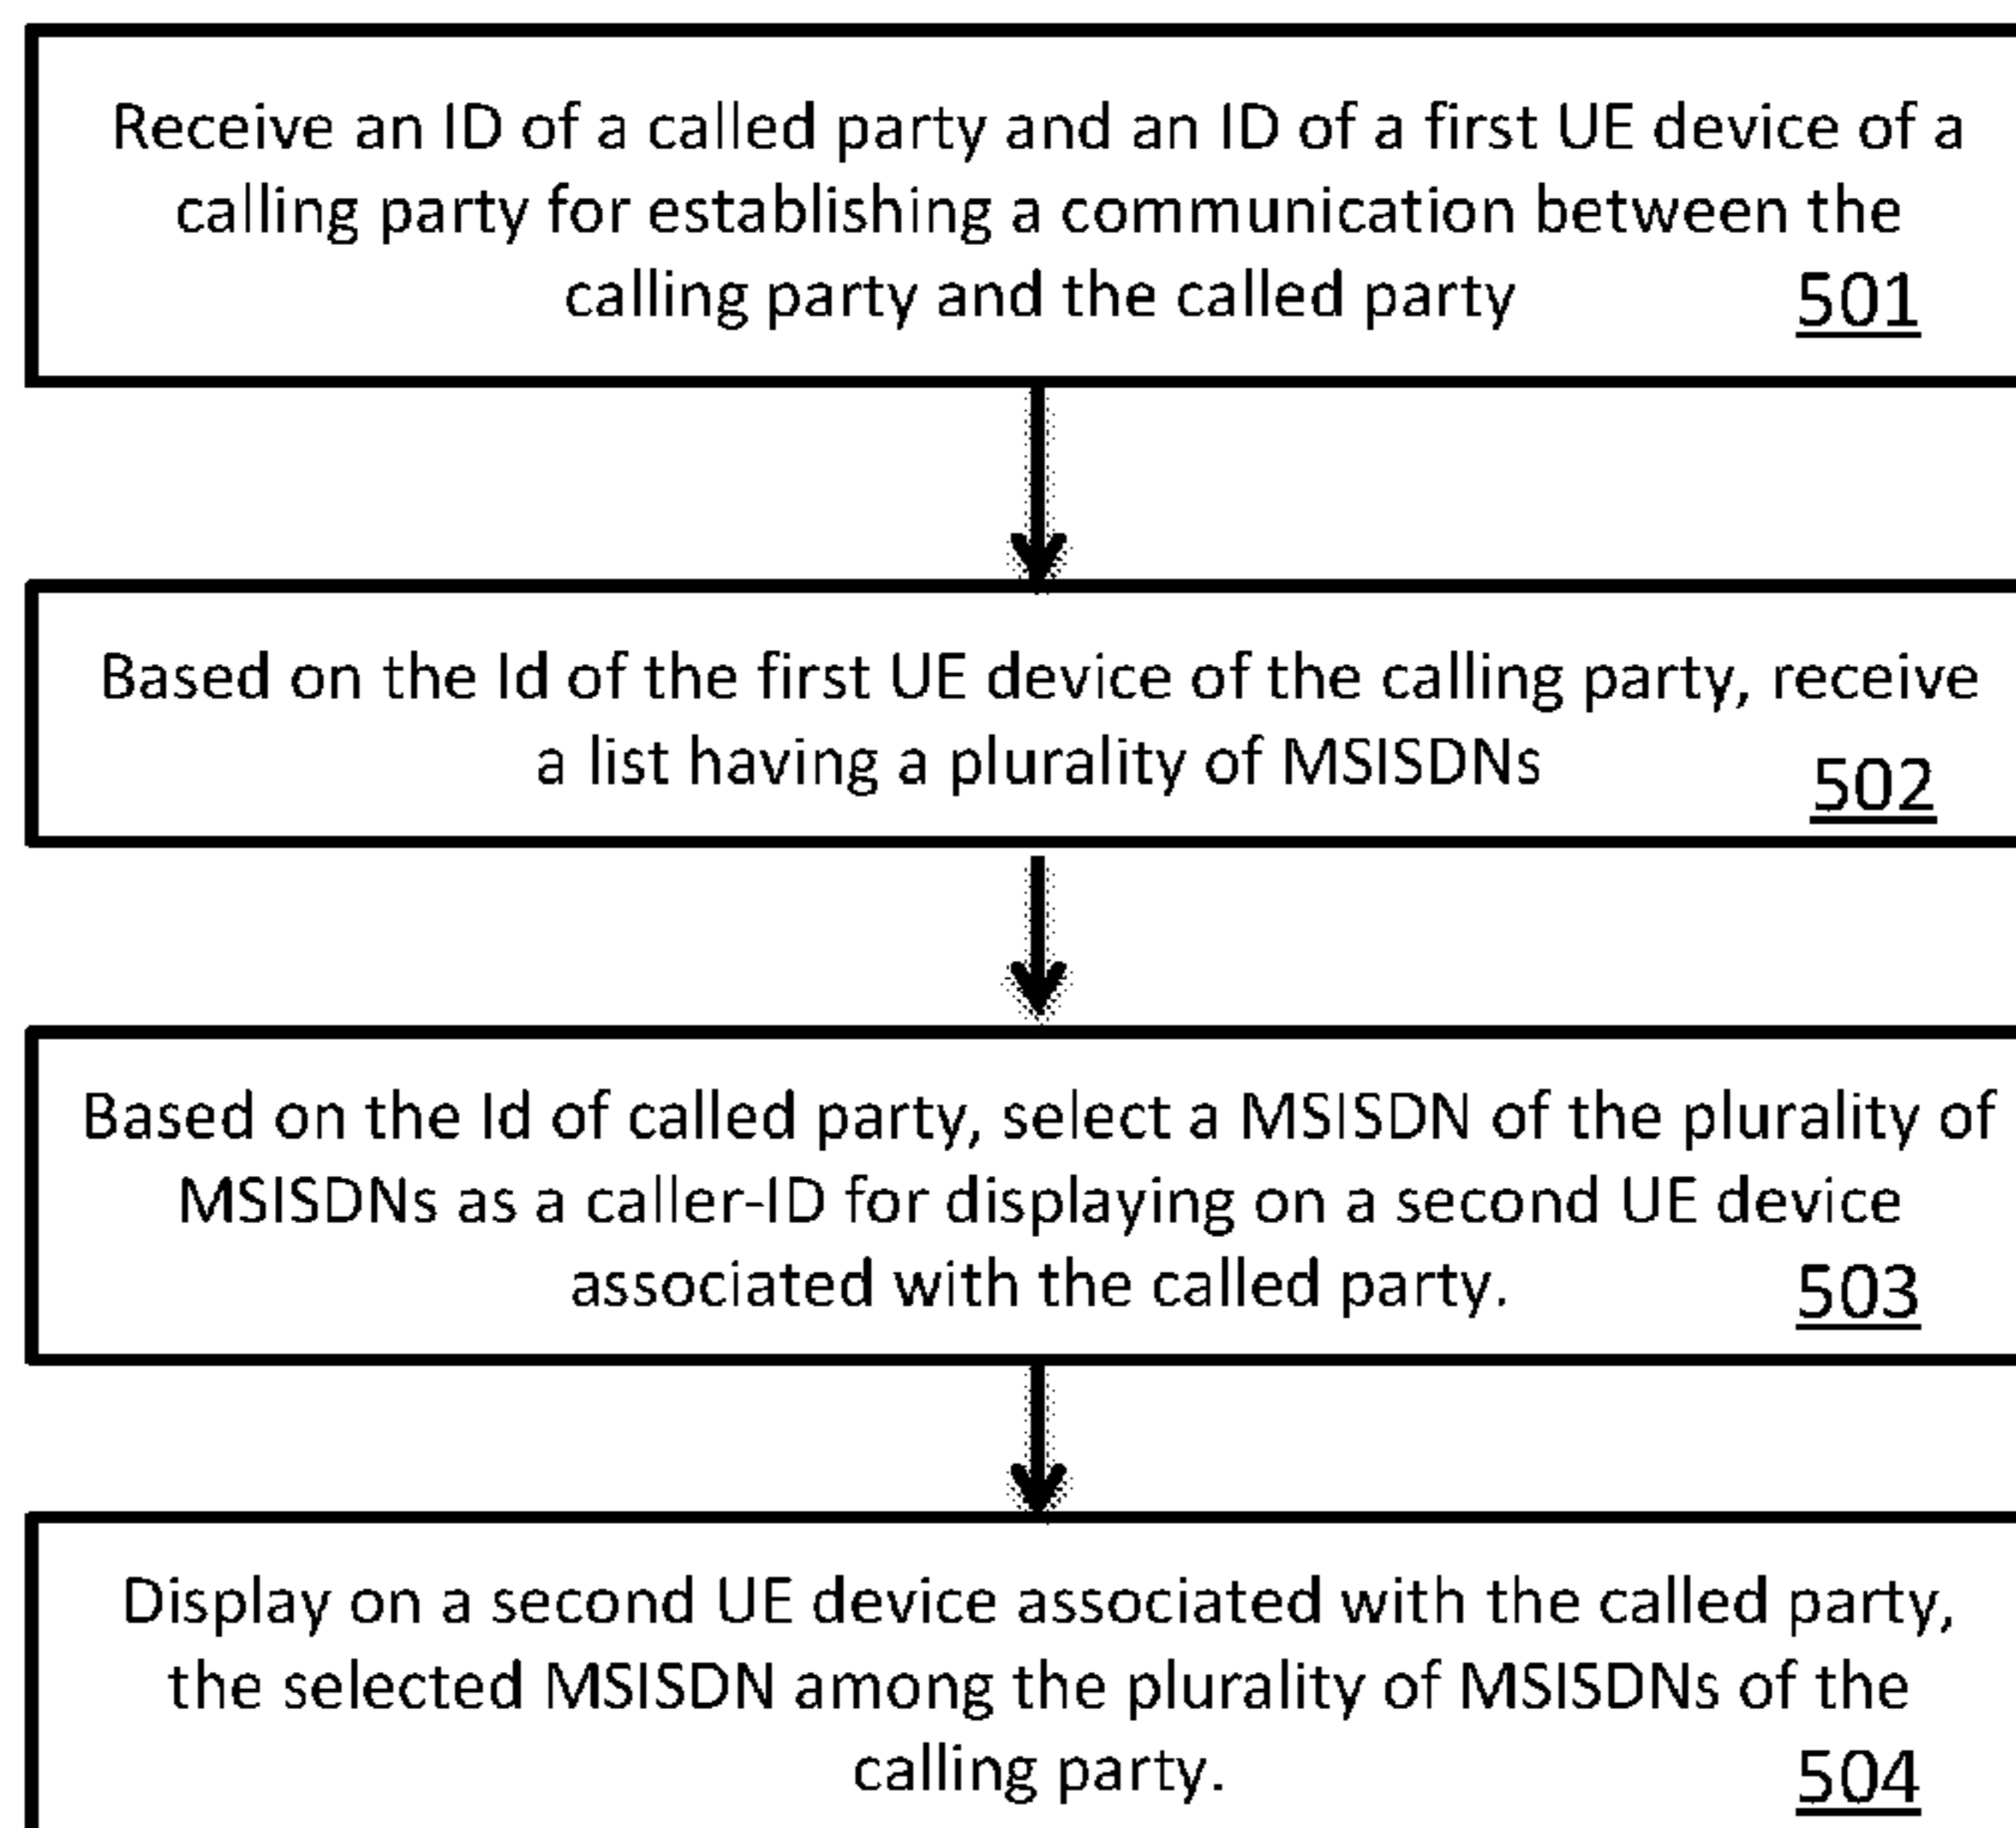 Receive an ID of a called party and an ID of a first UE device of a
calling party for establishing a communication between the
calling party and the called party 501
Based on the Id of the first UE device of the calling party, receive
a list having a plurality of MSISDNs 502
Based on the Id of called party, select a MSISDN of the plurality of
MSISDNs as a caller-ID for displaying on a second UE device
associated with the called party. 503
Display on a second UE device associated with the called party,
the selected MSISDN among the plurality of MSISDNs of the
calling party. 504